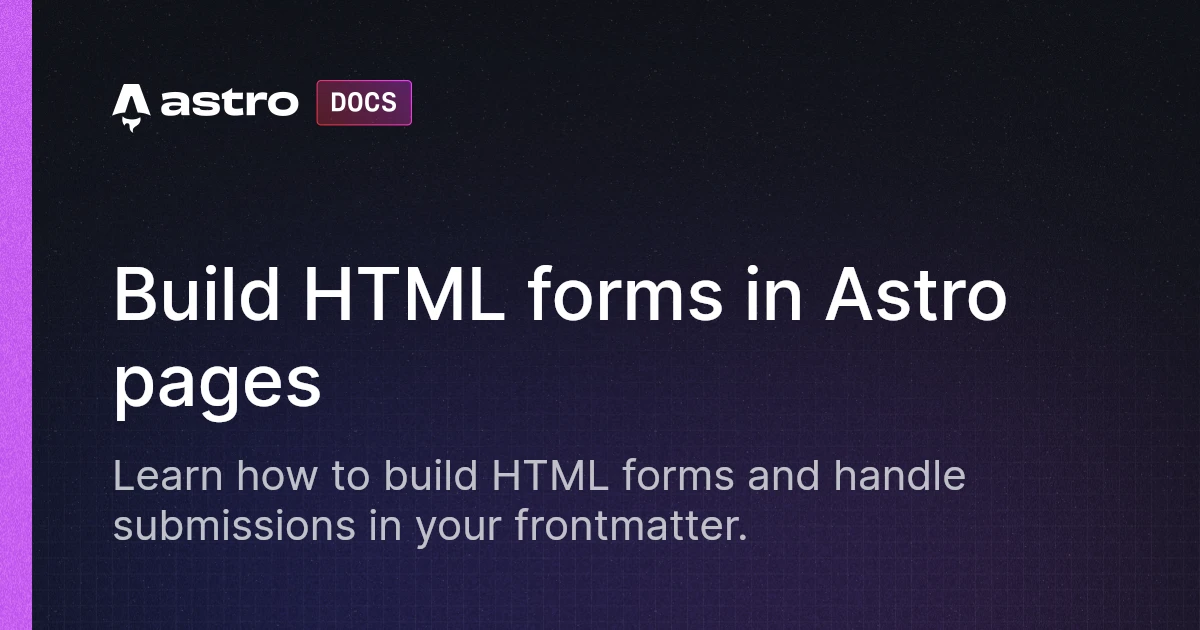 astro DOCS
Build HTML forms in Astro
pages
Learn how to build HTML forms and handle
submissions in your frontmatter.